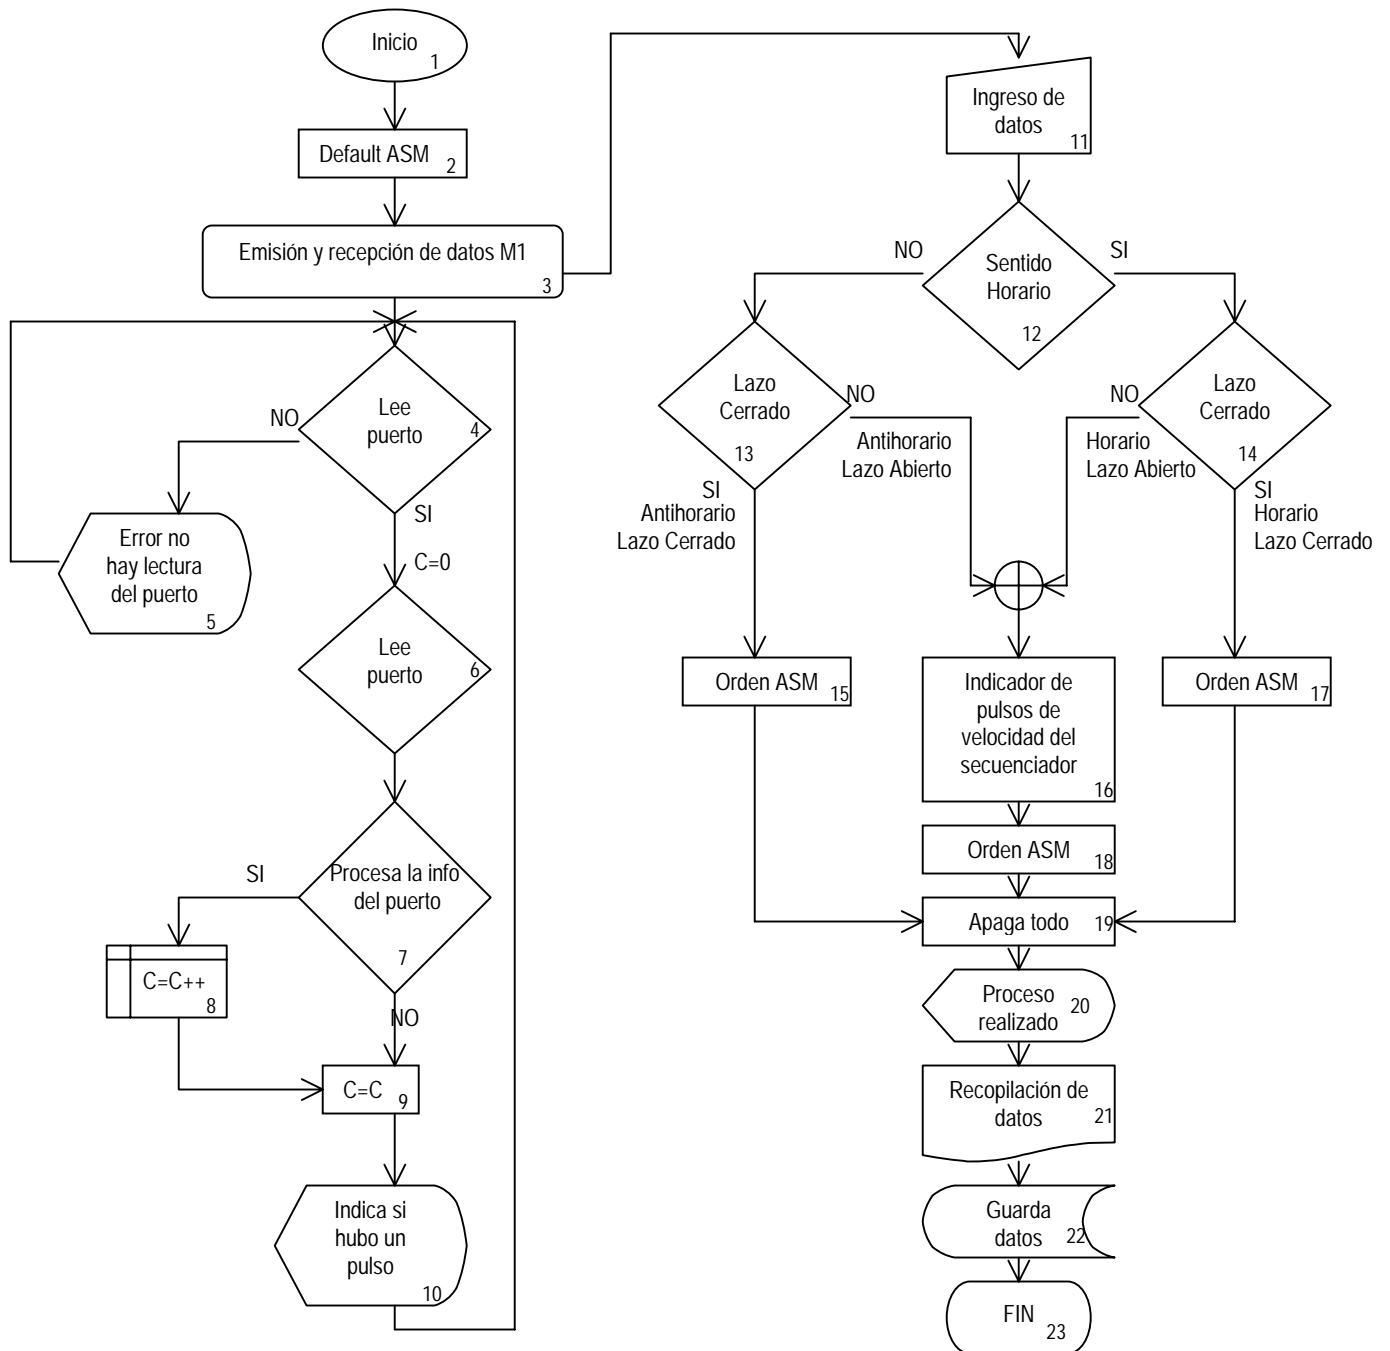 Inicio
1
Default ASM
2
Emisión y recepción de datos M1
3
Lee
puerto
4
NO
SI
Error no
hay lectura
del puerto
5
C=0
Lee
puerto
6
Procesa la info
del puerto
7
SI
NO
C=C++
8
C=C
9
Indica si
hubo un
pulso
10
Ingreso de
datos
11
Sentido
Horario
12
NO
SI
Lazo
Cerrado
13
NO
Antihorario
Lazo Abierto
SI
Antihorario
Lazo Cerrado
Lazo
Cerrado
14
NO
Horario
Lazo Abierto
SI
Horario
Lazo Cerrado
Orden ASM
15
Indicador de
pulsos de
velocidad del
secuenciador
16
Orden ASM
17
Orden ASM
18
Apaga todo
19
Proceso
realizado
20
Recopilación de
datos
21
Guarda
datos
22
FIN
23